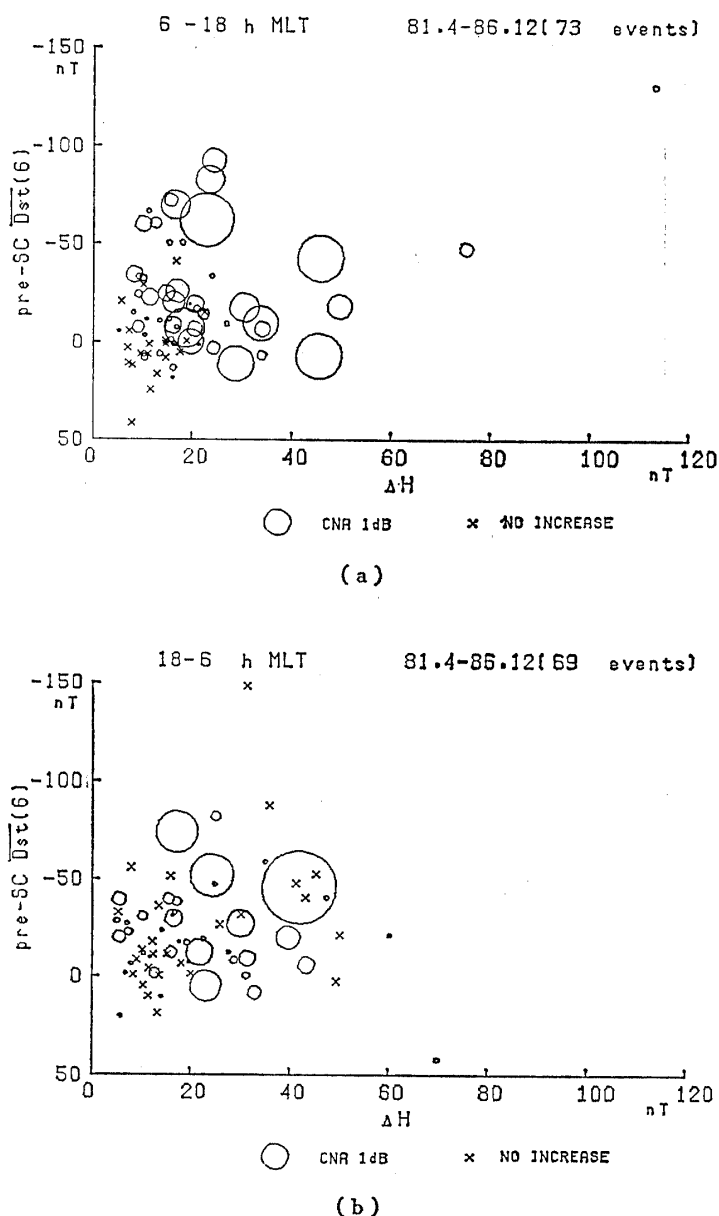 6 -18 h MLT 81.4-86.12[73 events]
-150
nT
-100
-50
0
50
pre-SC Dst(6)
0 20 40 60 80 100 nT 120
ΔH
CNA 1dB × NO INCREASE
(a)
18-6 h MLT 81.4-86.12[69 events]
-150
nT
-100
-50
0
50
pre-SC Dst(6)
0 20 40 60 80 100 nT 120
ΔH
CNA 1dB × NO INCREASE
(b)